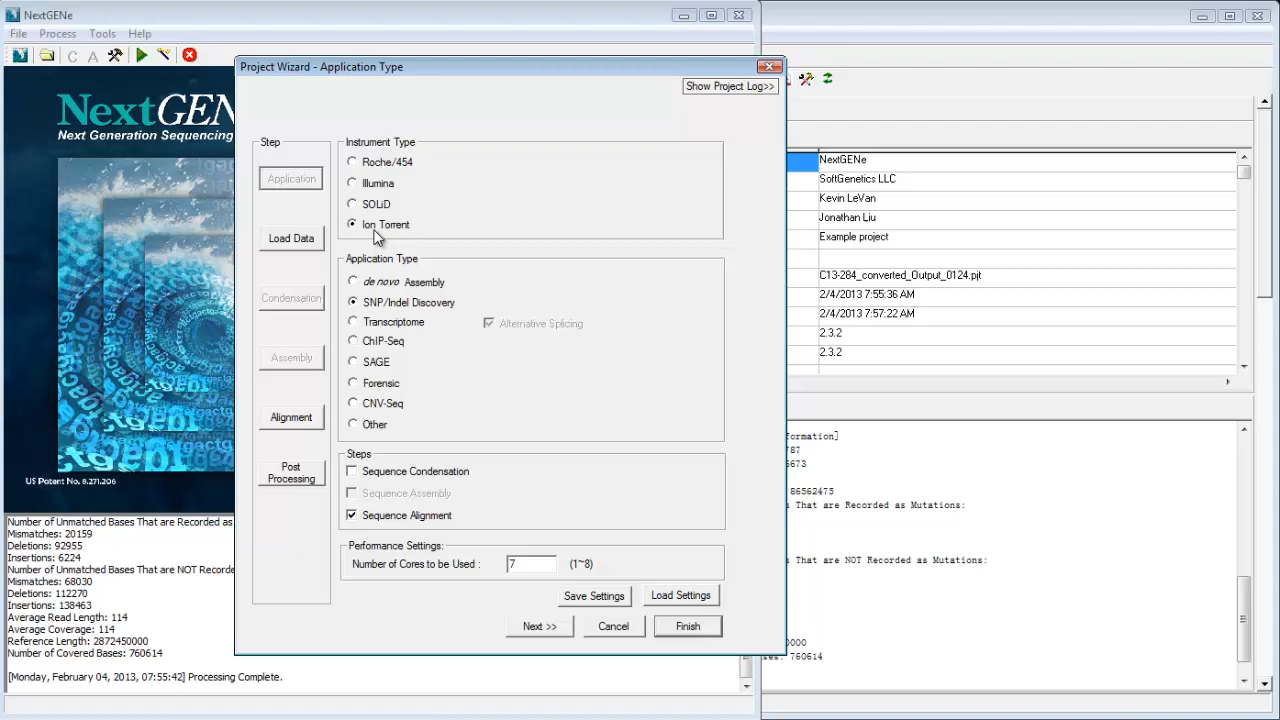 NextGENe
File Process Tools Help
C A
NextGEN
Next Generation Sequencing
US Patent No. 8,271,206
Number of Unmatched Bases That are Recorded as
Mismatches: 20159
Deletions: 92955
Insertions: 6224
Number of Unmatched Bases That are NOT Recorde
Mismatches: 68030
Deletions: 112270
Insertions: 138463
Average Read Length: 114
Average Coverage: 114
Reference Length: 2872450000
Number of Covered Bases: 760614
[Monday, February 04, 2013, 07:55:42] Processing Complete.
Project Wizard - Application Type
Show Project Log>>
Step
Application
Load Data
Condensation
Assembly
Alignment
Post
Processing
Instrument Type
Roche/454
Illumina
SOLiD
Ion Torrent
Application Type
de novo Assembly
SNP/Indel Discovery
Transcriptome
Alternative Splicing
ChIP-Seq
SAGE
Forensic
CNV-Seq
Other
Steps
Sequence Condensation
Sequence Assembly
Sequence Alignment
Performance Settings:
Number of Cores to be Used : 7 (1~8)
Save Settings
Load Settings
Next >>
Cancel
Finish
NextGENe
SoftGenetics LLC
Kevin LeVan
Jonathan Liu
Example project
C13-284_converted_Output_0124.pjt
2/4/2013 7:55:36 AM
2/4/2013 7:57:22 AM
2.3.2
2.3.2
formation]
787
5673
86562475
s That are Recorded as Mutations:
s That are NOT Recorded as Mutations:
0000
ses: 760614